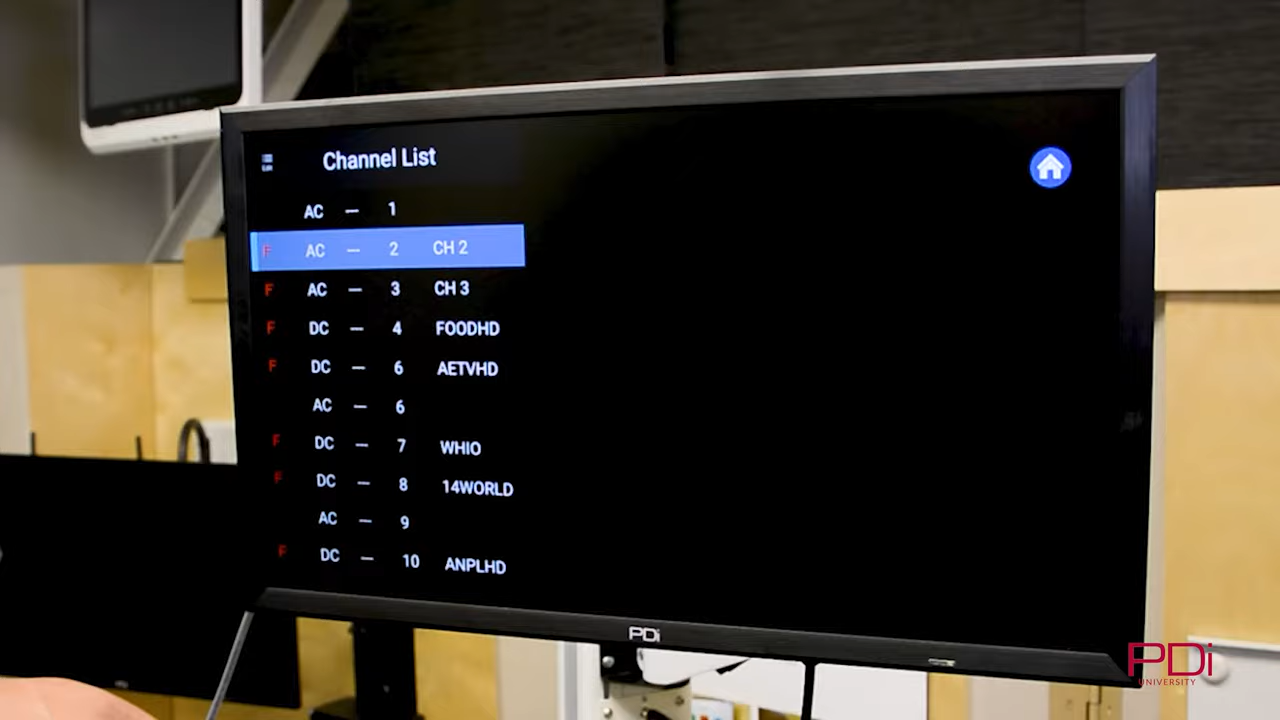 Channel List
AC — 1
F AC — 2 CH 2
F AC — 3 CH 3
F DC — 4 FOODHD
F DC — 6 AETVHD
AC — 6
F DC — 7 WHIO
F DC — 8 14WORLD
AC — 9
F DC — 10 ANPLHD
PDi
PDi
UNIVERSITY